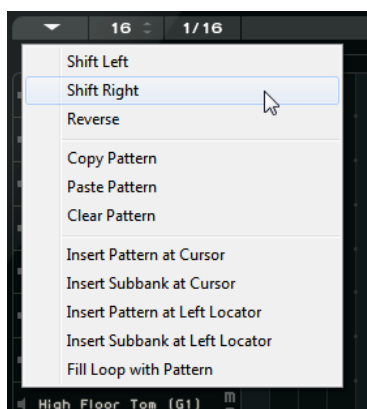 16 1/16
Shift Left
Shift Right
Reverse
Copy Pattern
Paste Pattern
Clear Pattern
Insert Pattern at Cursor
Insert Subbank at Cursor
Insert Pattern at Left Locator
Insert Subbank at Left Locator
Fill Loop with Pattern
High Floor Tom (G1) m